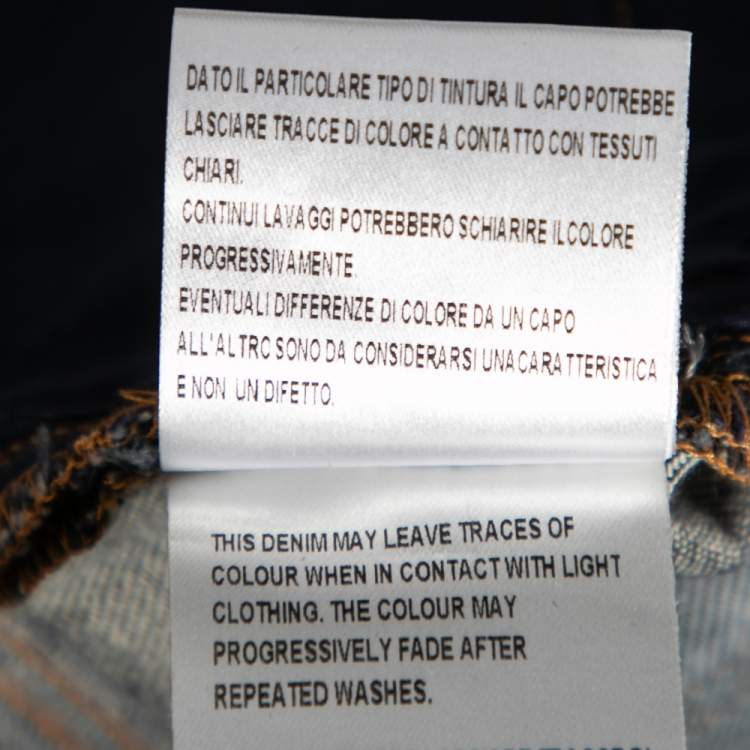 DATO IL PARTICOLARE TIPO DI TINTURA IL CAPO POTREBBE
LASCIARE TRACCE DI COLORE A CONTATTO CON TESSUTI
CHIARI.
CONTINUI LAVAGGI POTREBBERO SCHIARIRE IL COLORE
PROGRESSIVAMENTE.
EVENTUALI DIFFERENZE DI COLORE DA UN CAPO
ALL'ALTRO SONO DA CONSIDERARSI UNA CARATTERISTICA
E NON UN DIFETTO.
THIS DENIM MAY LEAVE TRACES OF
COLOUR WHEN IN CONTACT WITH LIGHT
CLOTHING. THE COLOUR MAY
PROGRESSIVELY FADE AFTER
REPEATED WASHES.